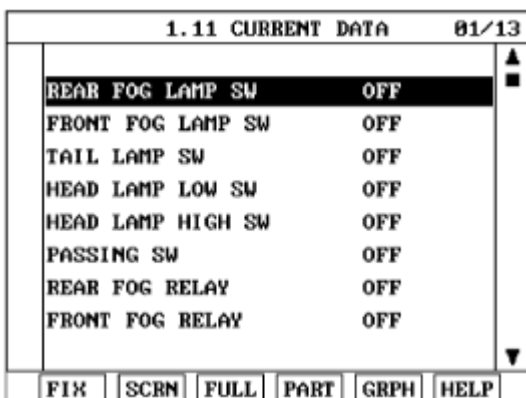 1.11 CURRENT DATA 01/13
REAR FOG LAMP SW OFF
FRONT FOG LAMP SW OFF
TAIL LAMP SW OFF
HEAD LAMP LOW SW OFF
HEAD LAMP HIGH SW OFF
PASSING SW OFF
REAR FOG RELAY OFF
FRONT FOG RELAY OFF
FIX SCRN FULL PART GRPH HELP